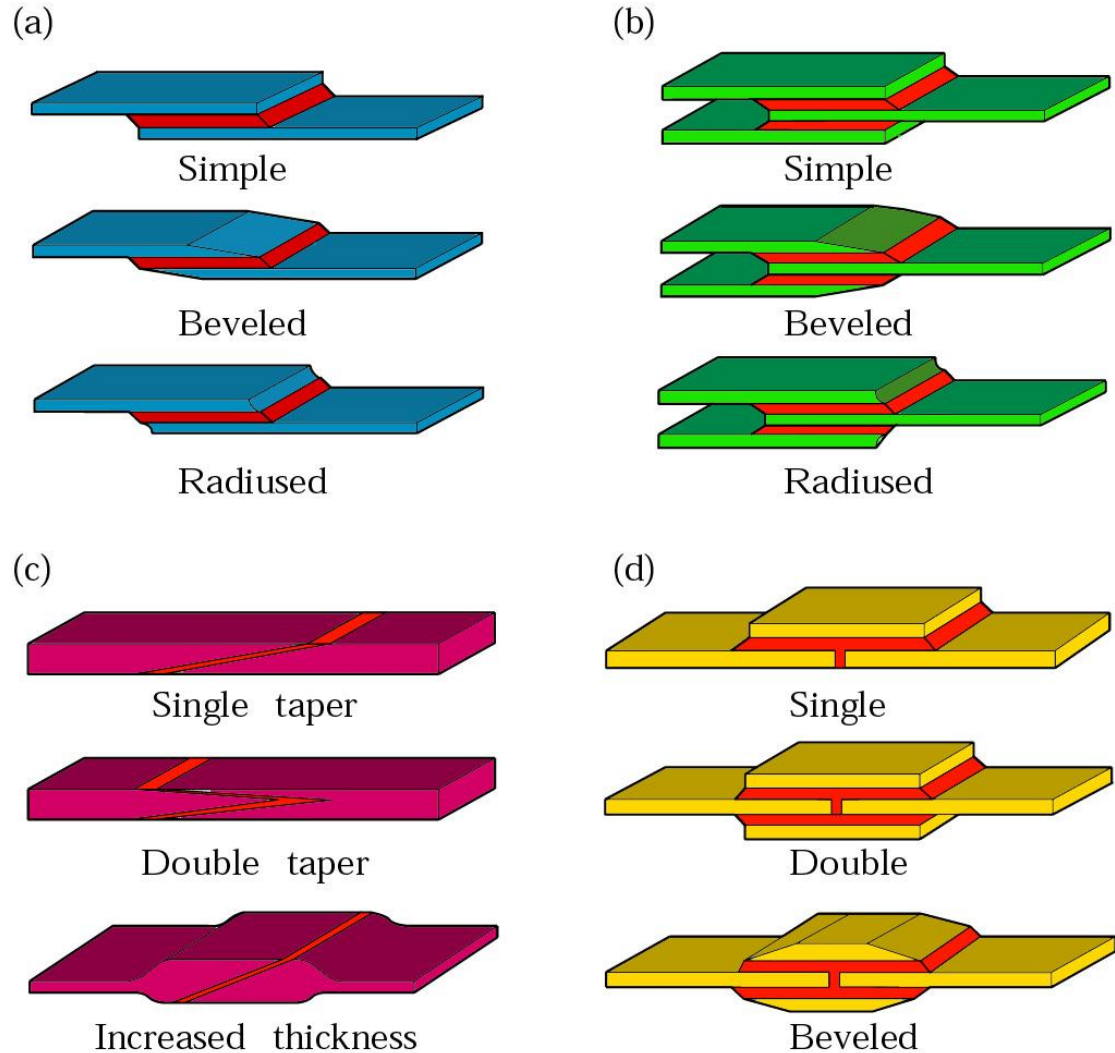 (a)
(b)
Simple
Simple
Beveled
Beveled
Radiused
Radiused
(c)
(d)
Single taper
Single
Double taper
Double
Increased thickness
Beveled